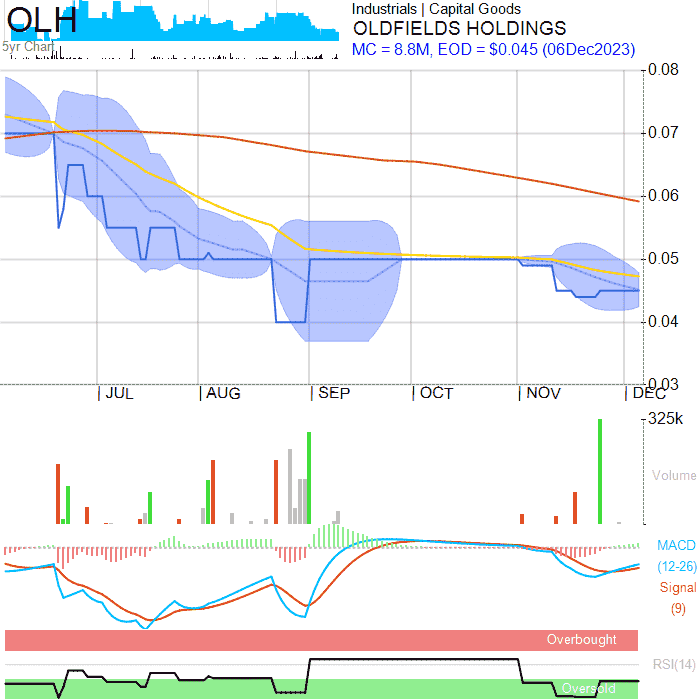 OLH
5yr Chart
Industrials | Capital Goods
OLDFIELDS HOLDINGS
MC = 8.8M, EOD = $0.045 (06Dec2023)
0.08
0.07
0.06
0.05
0.04
0.03
JUL AUG SEP OCT NOV DEC
325k
Volume
MACD
(12-26)
Signal
(9)
Overbought
RSI(14)
Oversold